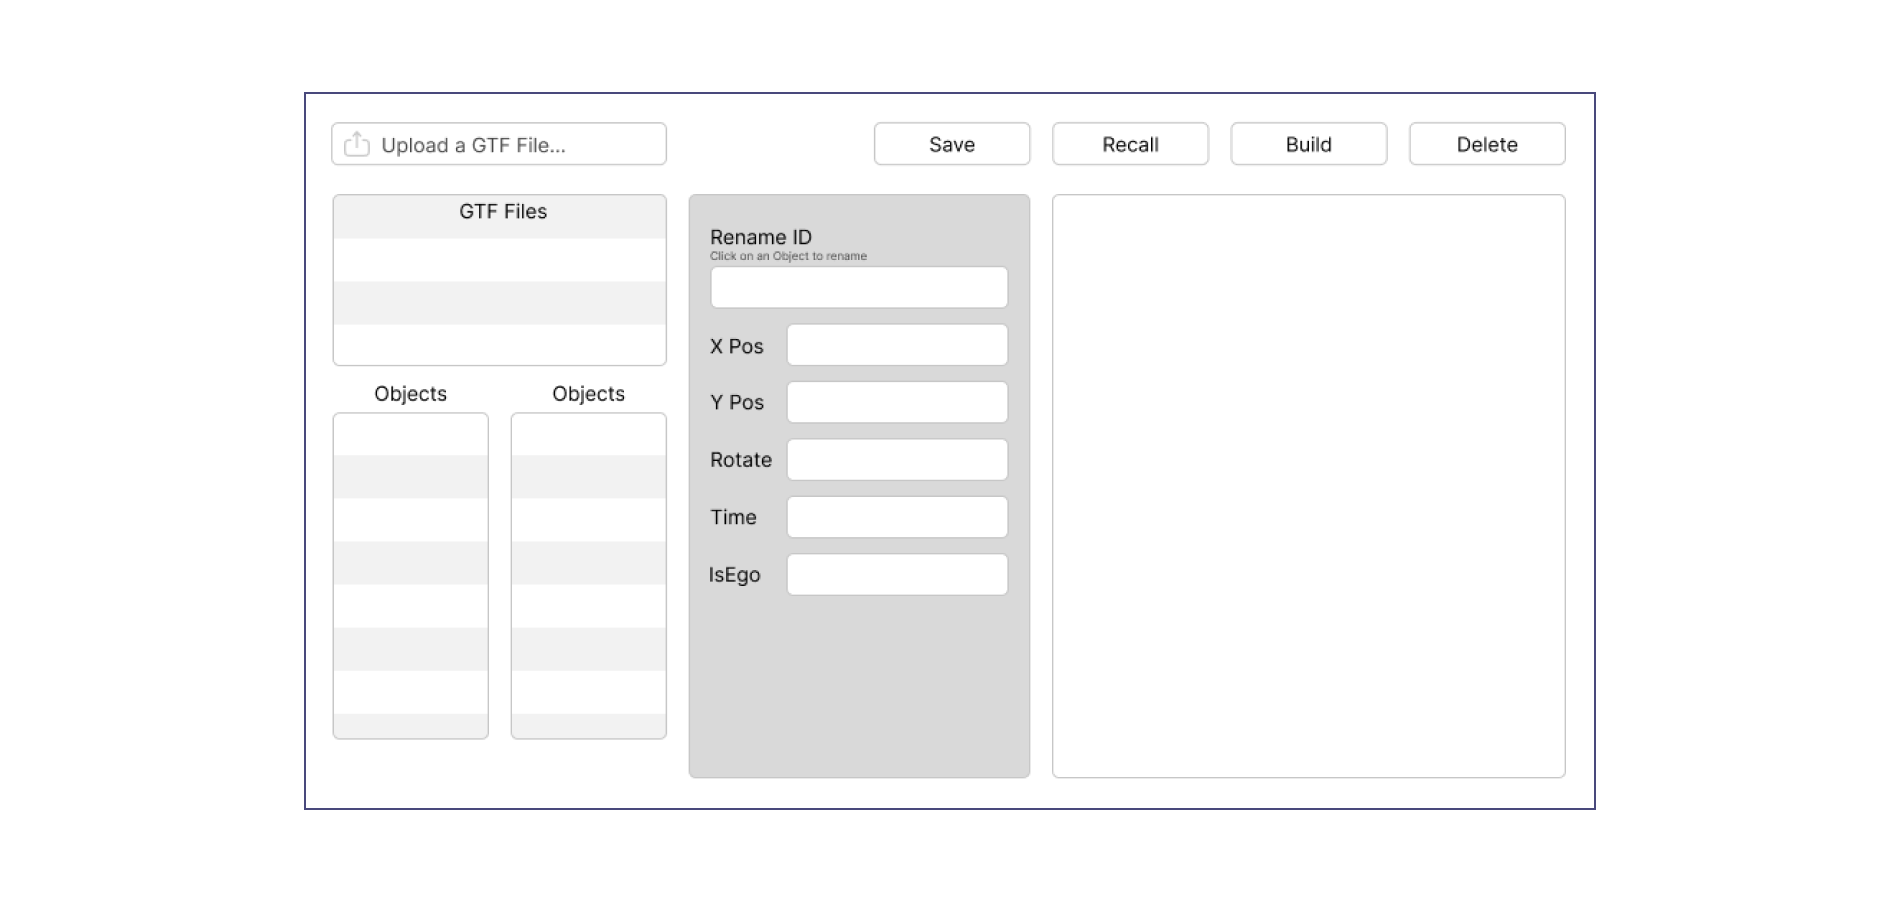 Upload a GTF File...
Save
Recall
Build
Delete
GTF Files
Objects
Objects
Rename ID
Click on an Object to rename
X Pos
Y Pos
Rotate
Time
IsEgo